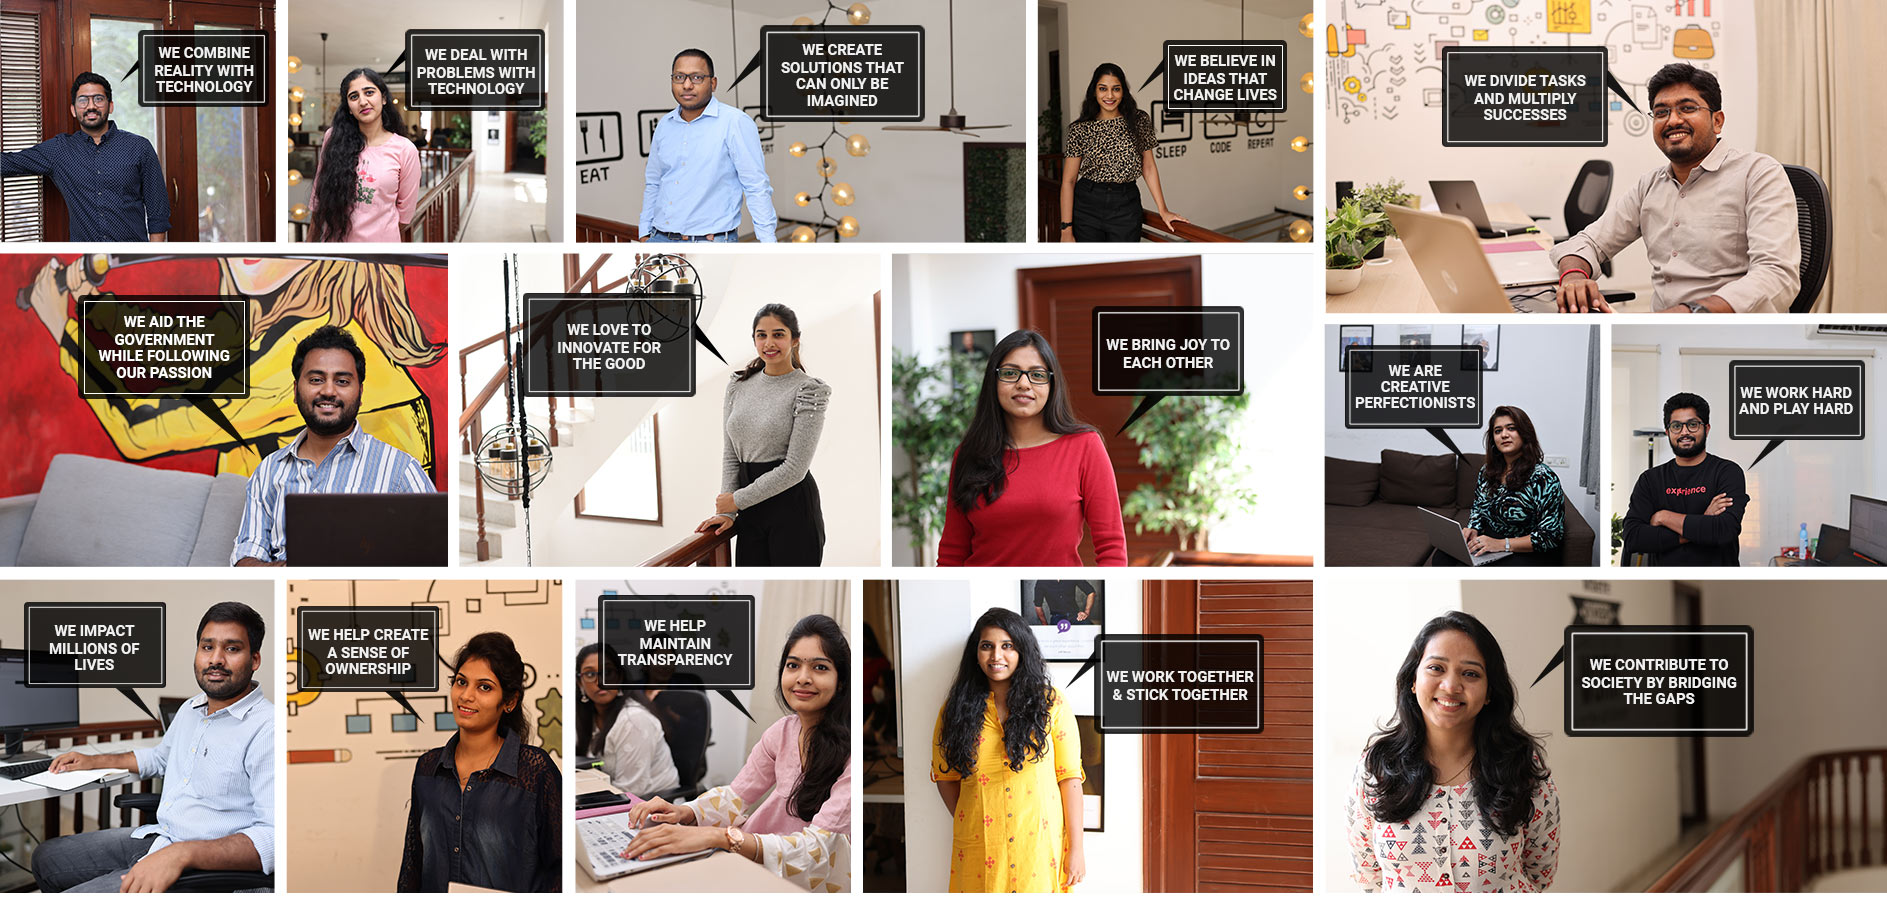 WE COMBINE
REALITY WITH
TECHNOLOGY
WE DEAL WITH
PROBLEMS WITH
TECHNOLOGY
WE CREATE
SOLUTIONS THAT
CAN ONLY BE
IMAGINED
EAT
WE BELIEVE IN
IDEAS THAT
CHANGE LIVES
SLEEP
CODE
REPEAT
WE DIVIDE TASKS
AND MULTIPLY
SUCCESSES
WE AID THE
GOVERNMENT
WHILE FOLLOWING
OUR PASSION
WE LOVE TO
INNOVATE FOR
THE GOOD
WE BRING JOY TO
EACH OTHER
WE ARE
CREATIVE
PERFECTIONISTS
WE WORK HARD
AND PLAY HARD
WE IMPACT
MILLIONS OF
LIVES
WE HELP CREATE
A SENSE OF
OWNERSHIP
WE HELP
MAINTAIN
TRANSPARENCY
WE WORK TOGETHER
& STICK TOGETHER
WE CONTRIBUTE TO
SOCIETY BY BRIDGING
THE GAPS